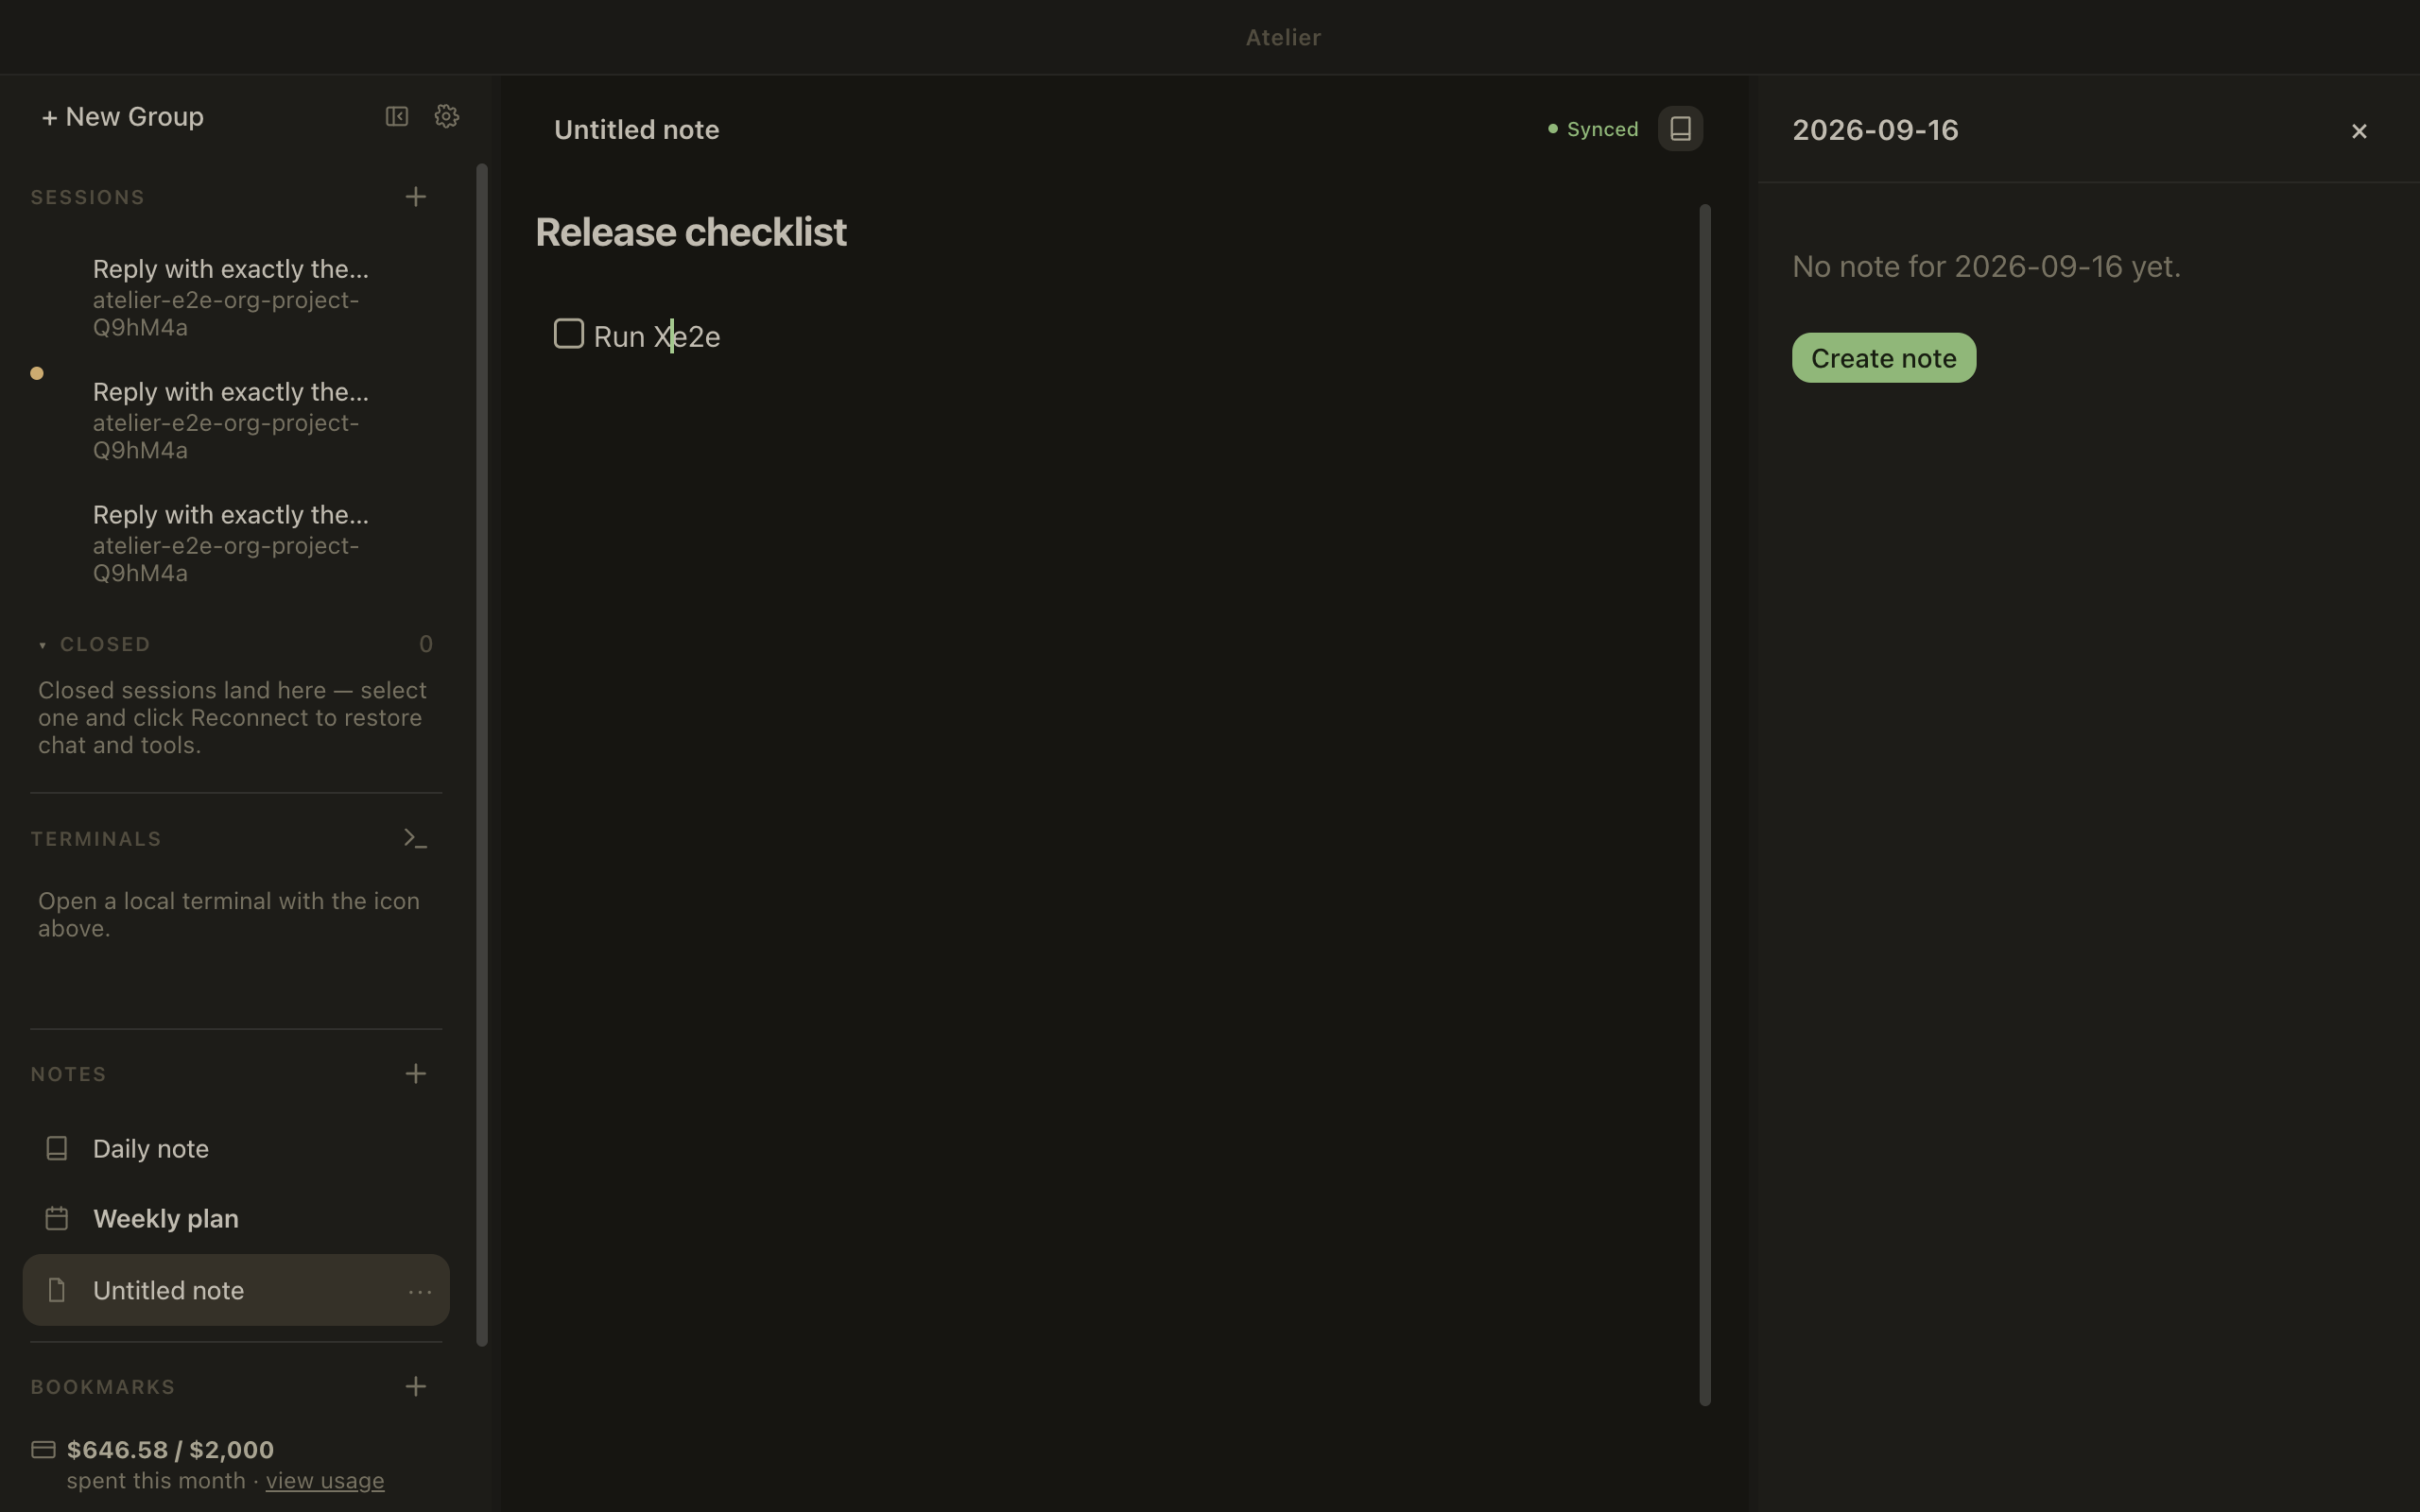 Atelier
+ New Group
SESSIONS
Reply with exactly the...
atelier-e2e-org-project-
Q9hM4a
Reply with exactly the...
atelier-e2e-org-project-
Q9hM4a
Reply with exactly the...
atelier-e2e-org-project-
Q9hM4a
CLOSED 0
Closed sessions land here — select
one and click Reconnect to restore
chat and tools.
TERMINALS
Open a local terminal with the icon
above.
NOTES
Daily note
Weekly plan
Untitled note
BOOKMARKS
$646.58 / $2,000
spent this month · view usage
Untitled note
Synced
Release checklist
Run Xe2e
2026-09-16
No note for 2026-09-16 yet.
Create note